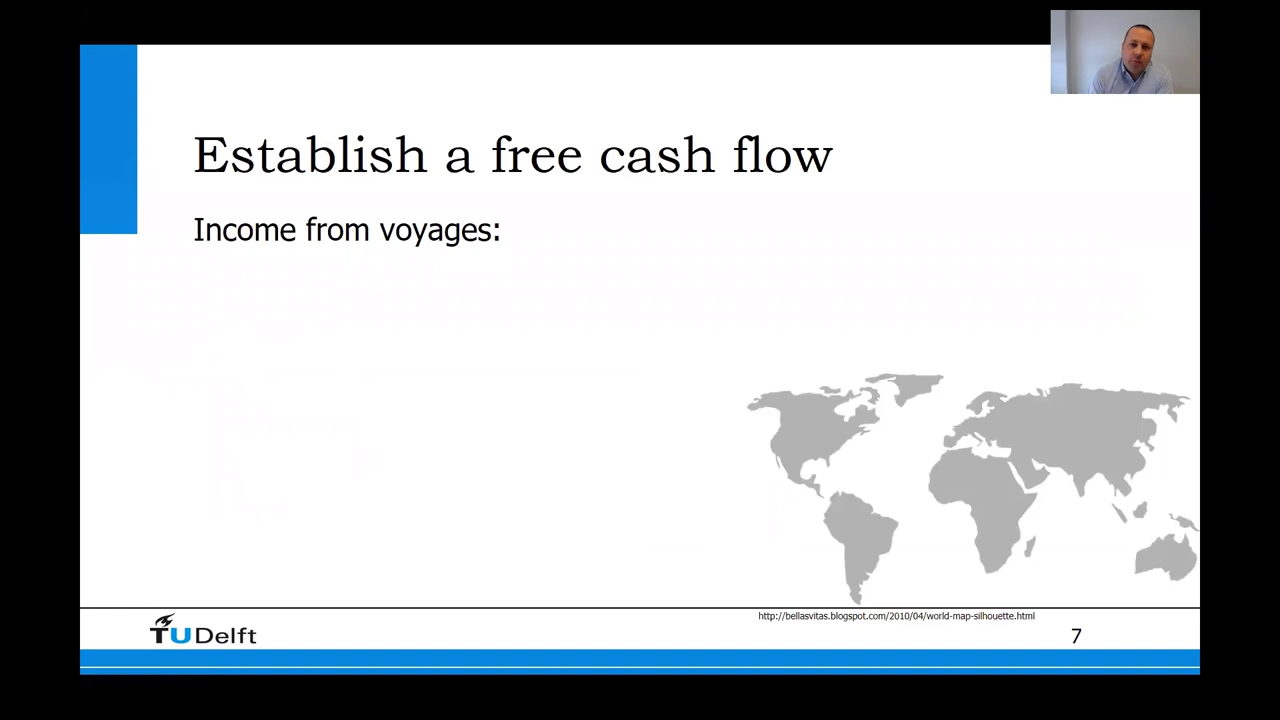 Establish a free cash flow
Income from voyages:
http://bellasvitas.blogspot.com/2010/04/world-map-silhouette.html
TU Delft
7